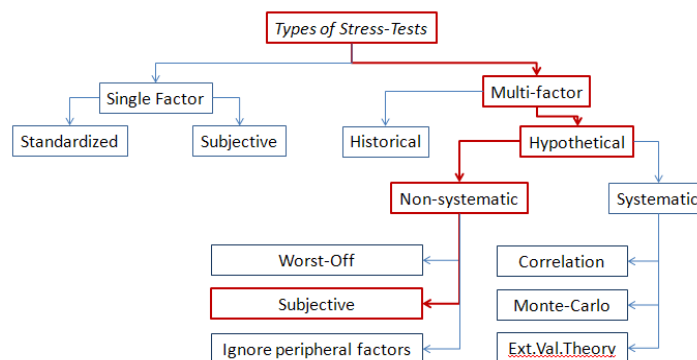 Types of Stress-Tests
Single Factor
Multi-factor
Standardized
Subjective
Historical
Hypothetical
Non-systematic
Systematic
Worst-Off
Correlation
Subjective
Monte-Carlo
Ignore peripheral factors
Ext.Val.Theory